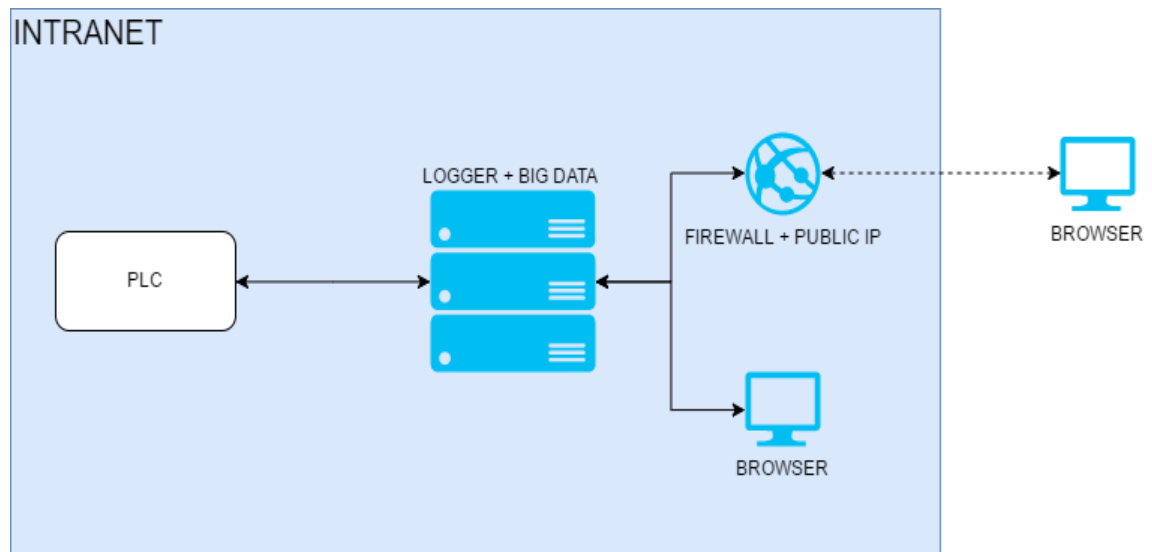 INTRANET
LOGGER + BIG DATA
FIREWALL + PUBLIC IP
BROWSER
PLC
BROWSER